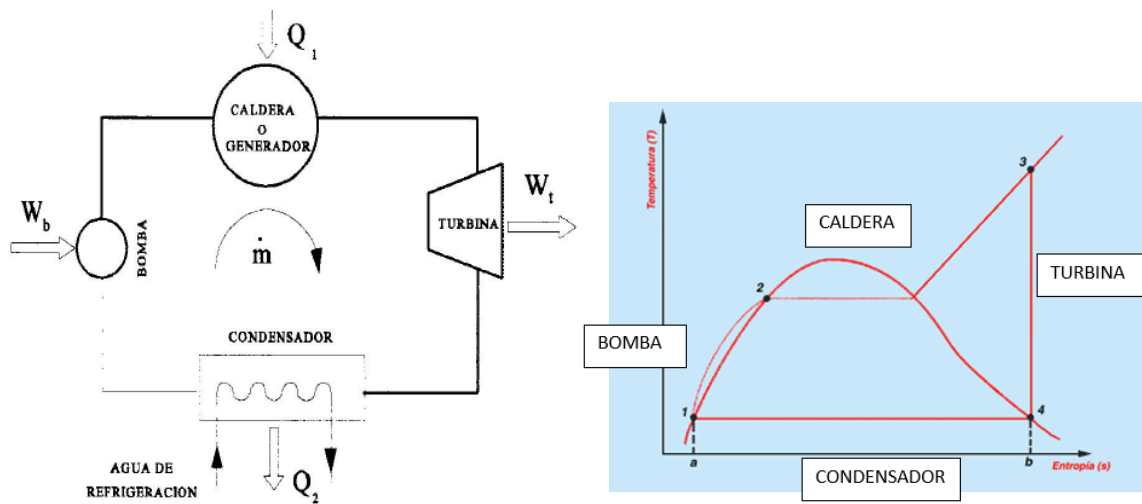 Q1
CALDERA
O
GENERADOR
Wb
BOMBA
ṁ
TURBINA
Wt
CONDENSADOR
AGUA DE
REFRIGERACION
Q2
Temperatura (T)
CALDERA
3
2
TURBINA
BOMBA
1
4
a
b
Entropía (s)
CONDENSADOR